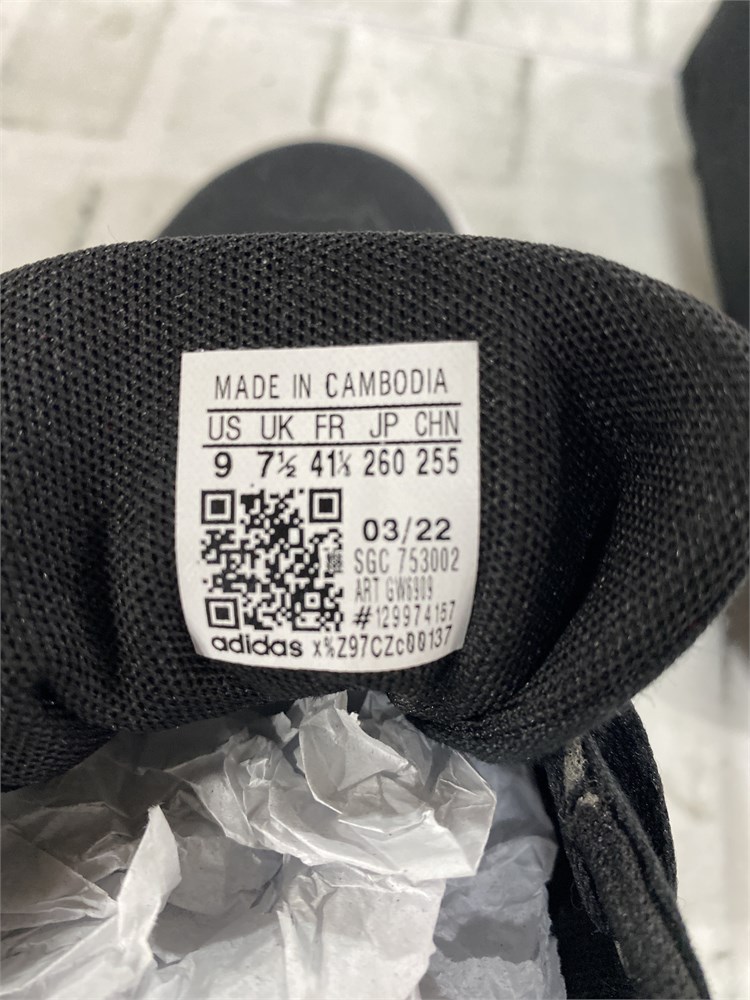 MADE IN CAMBODIA
US UK FR JP CHN
9 7½ 41⅓ 260 255
03/22
SGC 753002
ART GW6909
#129974157
adidas x%Z97CZc00137